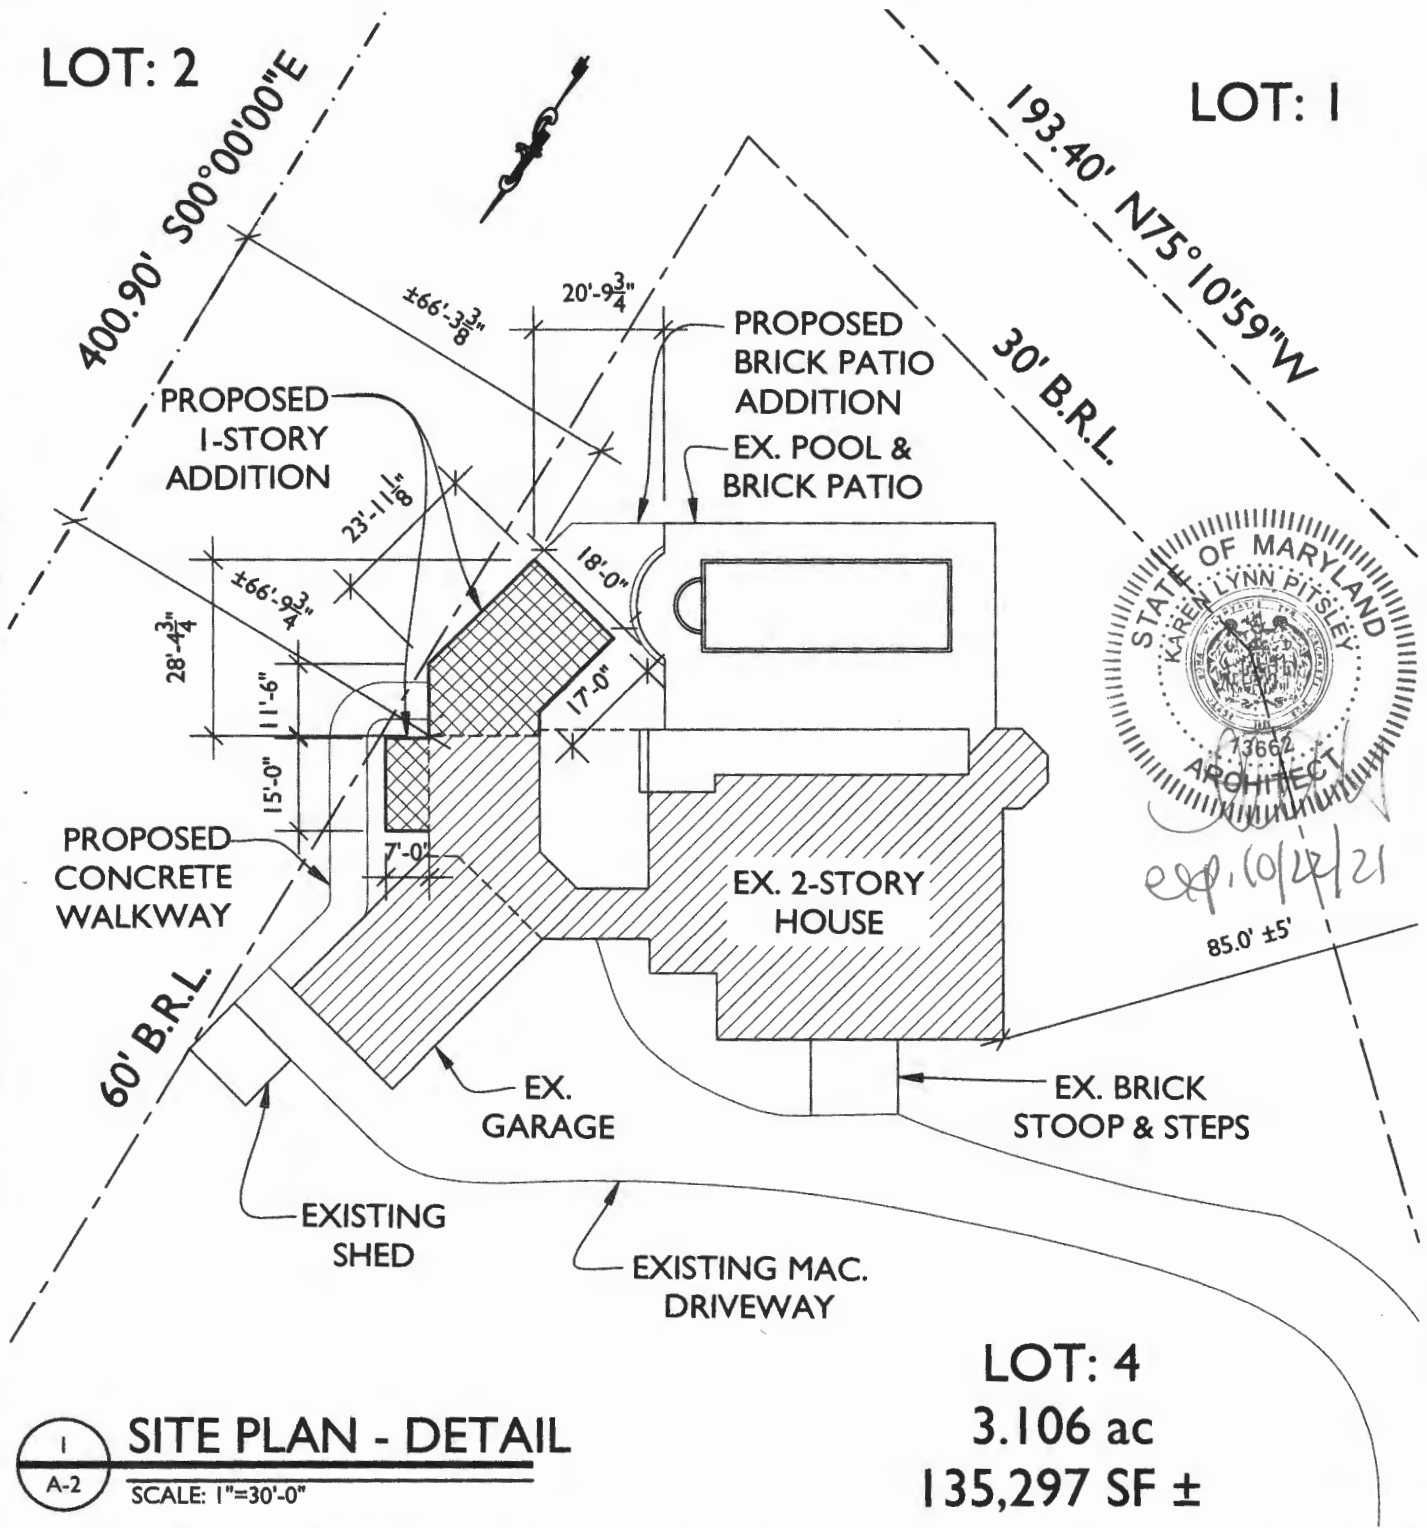 LOT: 2
LOT: 1
400.90' S00°00'00"E
193.40' N75°10'59"W
±66'-3 3/8"
20'-9 3/4"
PROPOSED
BRICK PATIO
ADDITION
30' B.R.L.
PROPOSED
1-STORY
ADDITION
EX. POOL &
BRICK PATIO
23'-11 1/8"
18'-0"
±66'-9 3/4"
28'-4 3/4"
11'-6"
17'-0"
15'-0"
7'-0"
STATE OF MARYLAND
KAREN LYNN PITSLEY
13662
ARCHITECT
exp. 10/22/21
PROPOSED
CONCRETE
WALKWAY
EX. 2-STORY
HOUSE
85.0' ±5'
60' B.R.L.
EX.
GARAGE
EX. BRICK
STOOP & STEPS
EXISTING
SHED
EXISTING MAC.
DRIVEWAY
LOT: 4
3.106 ac
135,297 SF ±
1
A-2
SITE PLAN - DETAIL
SCALE: 1"=30'-0"